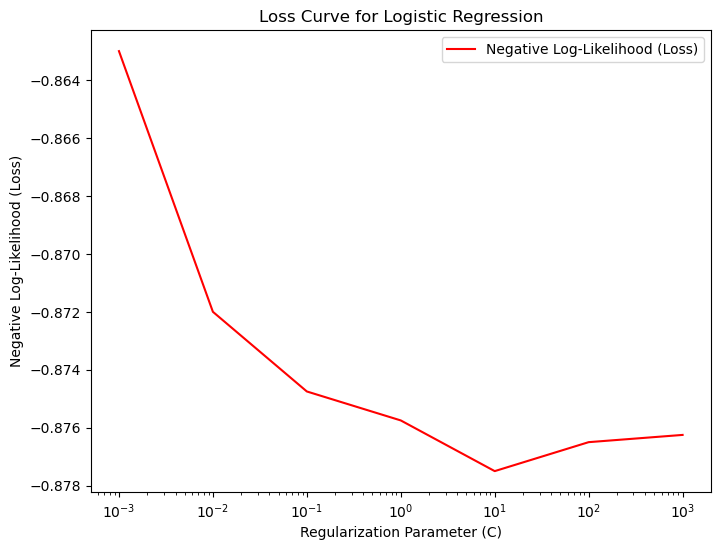 Loss Curve for Logistic Regression
Negative Log-Likelihood (Loss)
Negative Log-Likelihood (Loss)
−0.864
−0.866
−0.868
−0.870
−0.872
−0.874
−0.876
−0.878
10⁻³ 10⁻² 10⁻¹ 10⁰ 10¹ 10² 10³
Regularization Parameter (C)